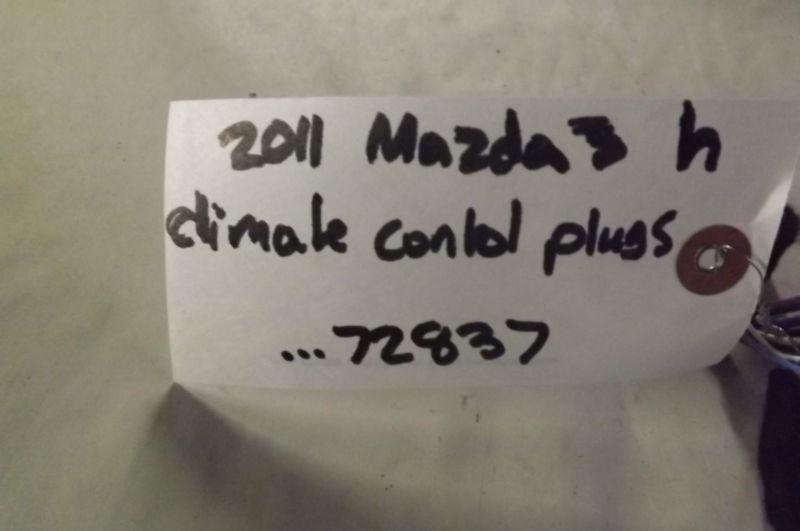 2011 Mazda3 h
climate contol plugs
...72837